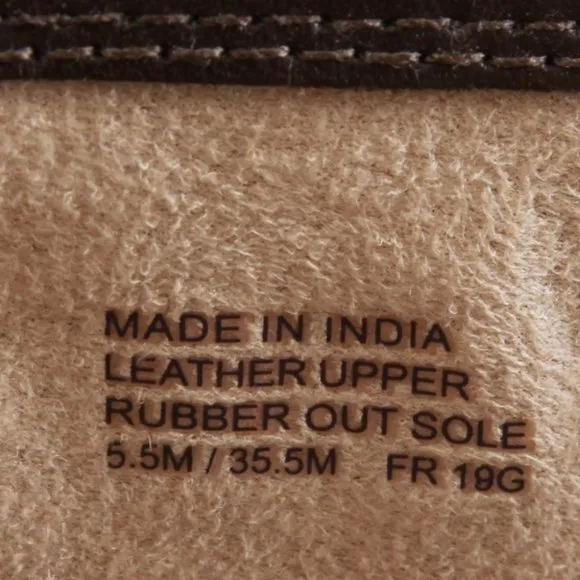 MADE IN INDIA
LEATHER UPPER
RUBBER OUT SOLE
5.5M / 35.5M FR 19G